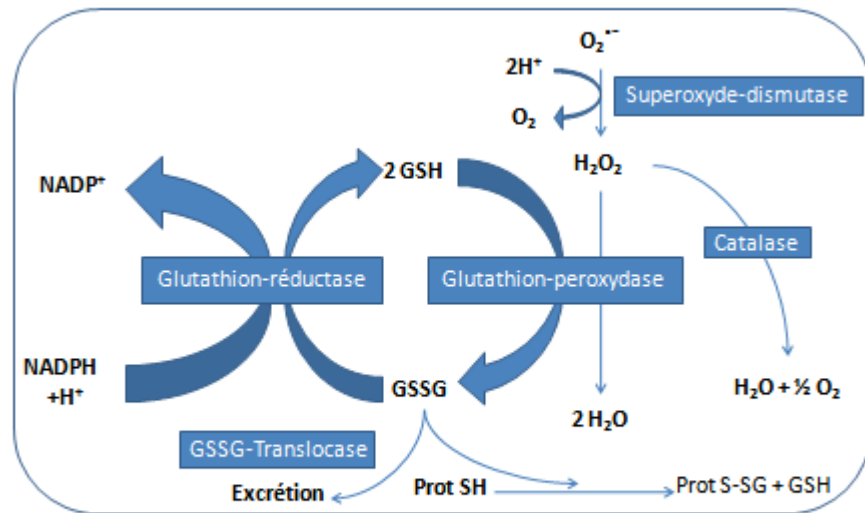 O₂•⁻
2H⁺
Superoxyde-dismutase
O₂
NADP⁺
2 GSH
H₂O₂
Catalase
Glutathion-réductase
Glutathion-peroxydase
NADPH
+H⁺
GSSG
H₂O + ½ O₂
2 H₂O
GSSG-Translocase
Excrétion
Prot SH
Prot S-SG + GSH